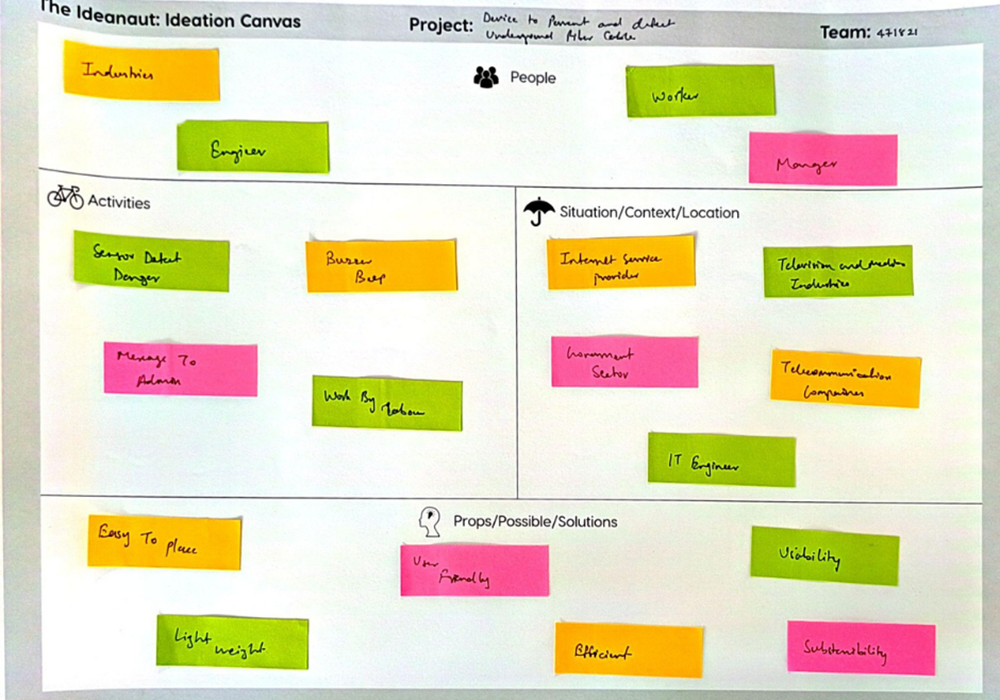 The Ideanaut: Ideation Canvas
Project: Device to Prevent and detect
Underground Fiber Cable
Team: 471821
Industries
People
Worker
Engineer
Manager
Activities
Situation/Context/Location
Sensor Detect
Danger
Buzzer
Beep
Internet Service
provider
Television and media
Industries
Message To
Admin
Work By labour
Government
Sector
Telecommunication
Companies
IT Engineer
Props/Possible/Solutions
Easy To place
User
Friendly
Viability
Light
weight
Efficient
Substenibility